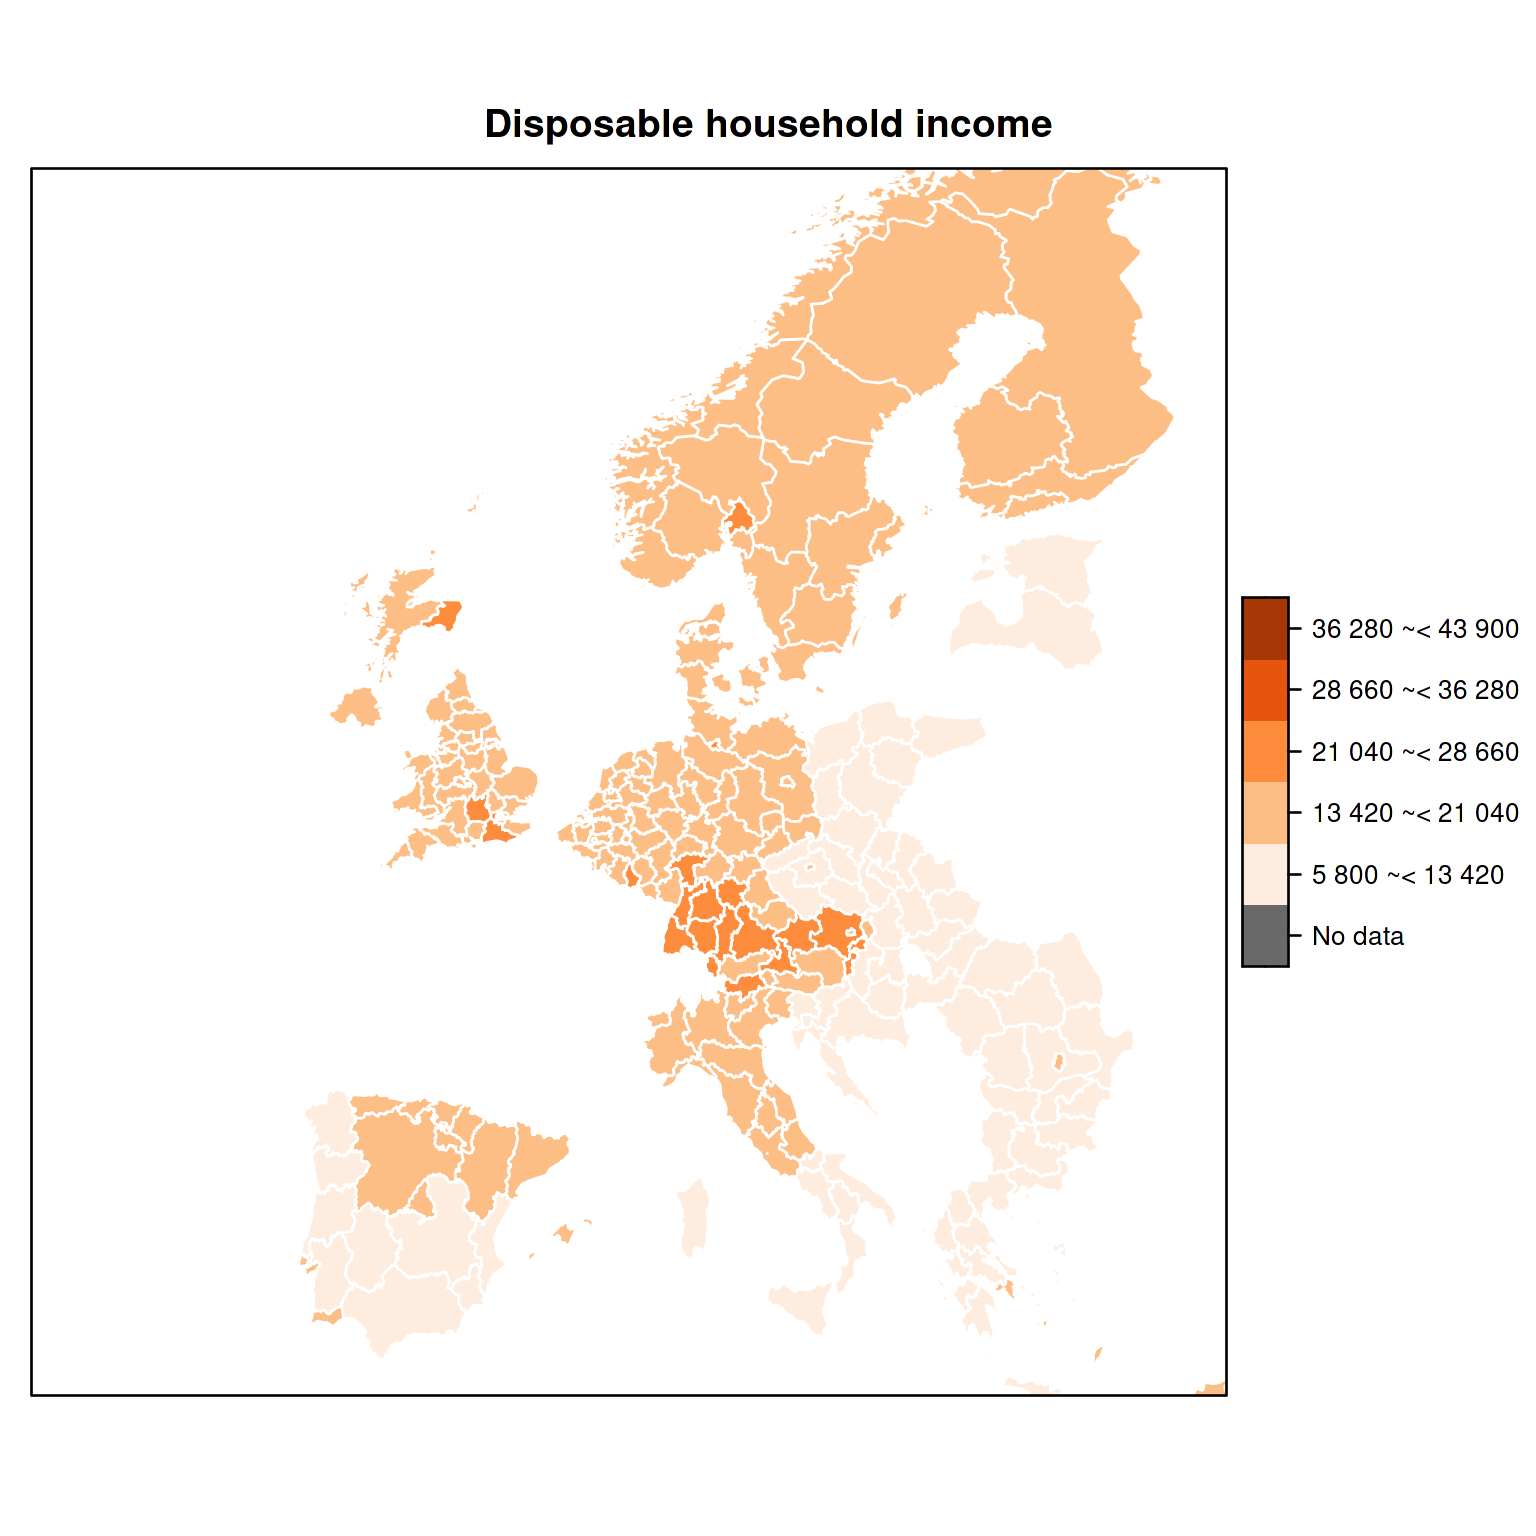 Disposable household income
36 280 ~< 43 900
28 660 ~< 36 280
21 040 ~< 28 660
13 420 ~< 21 040
5 800 ~< 13 420
No data